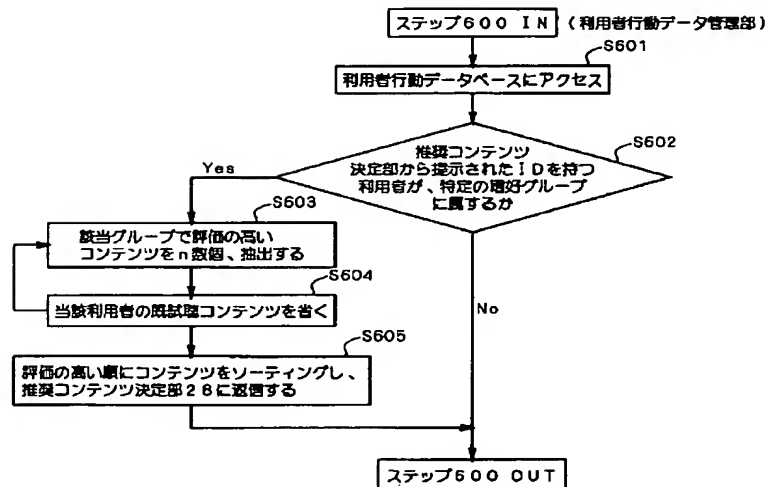 ステップ600 IN (利用者行動データ管理部)
S601
利用者行動データベースにアクセス
S602
推奨コンテンツ
決定部から提示されたIDを持つ
利用者が、特定の嗜好グループ
に属するか
Yes
S603
該当グループで評価の高い
コンテンツをn数個、抽出する
S604
当該利用者の既試聴コンテンツを省く
No
S605
評価の高い順にコンテンツをソーティングし、
推奨コンテンツ決定部26に返信する
ステップ600 OUT